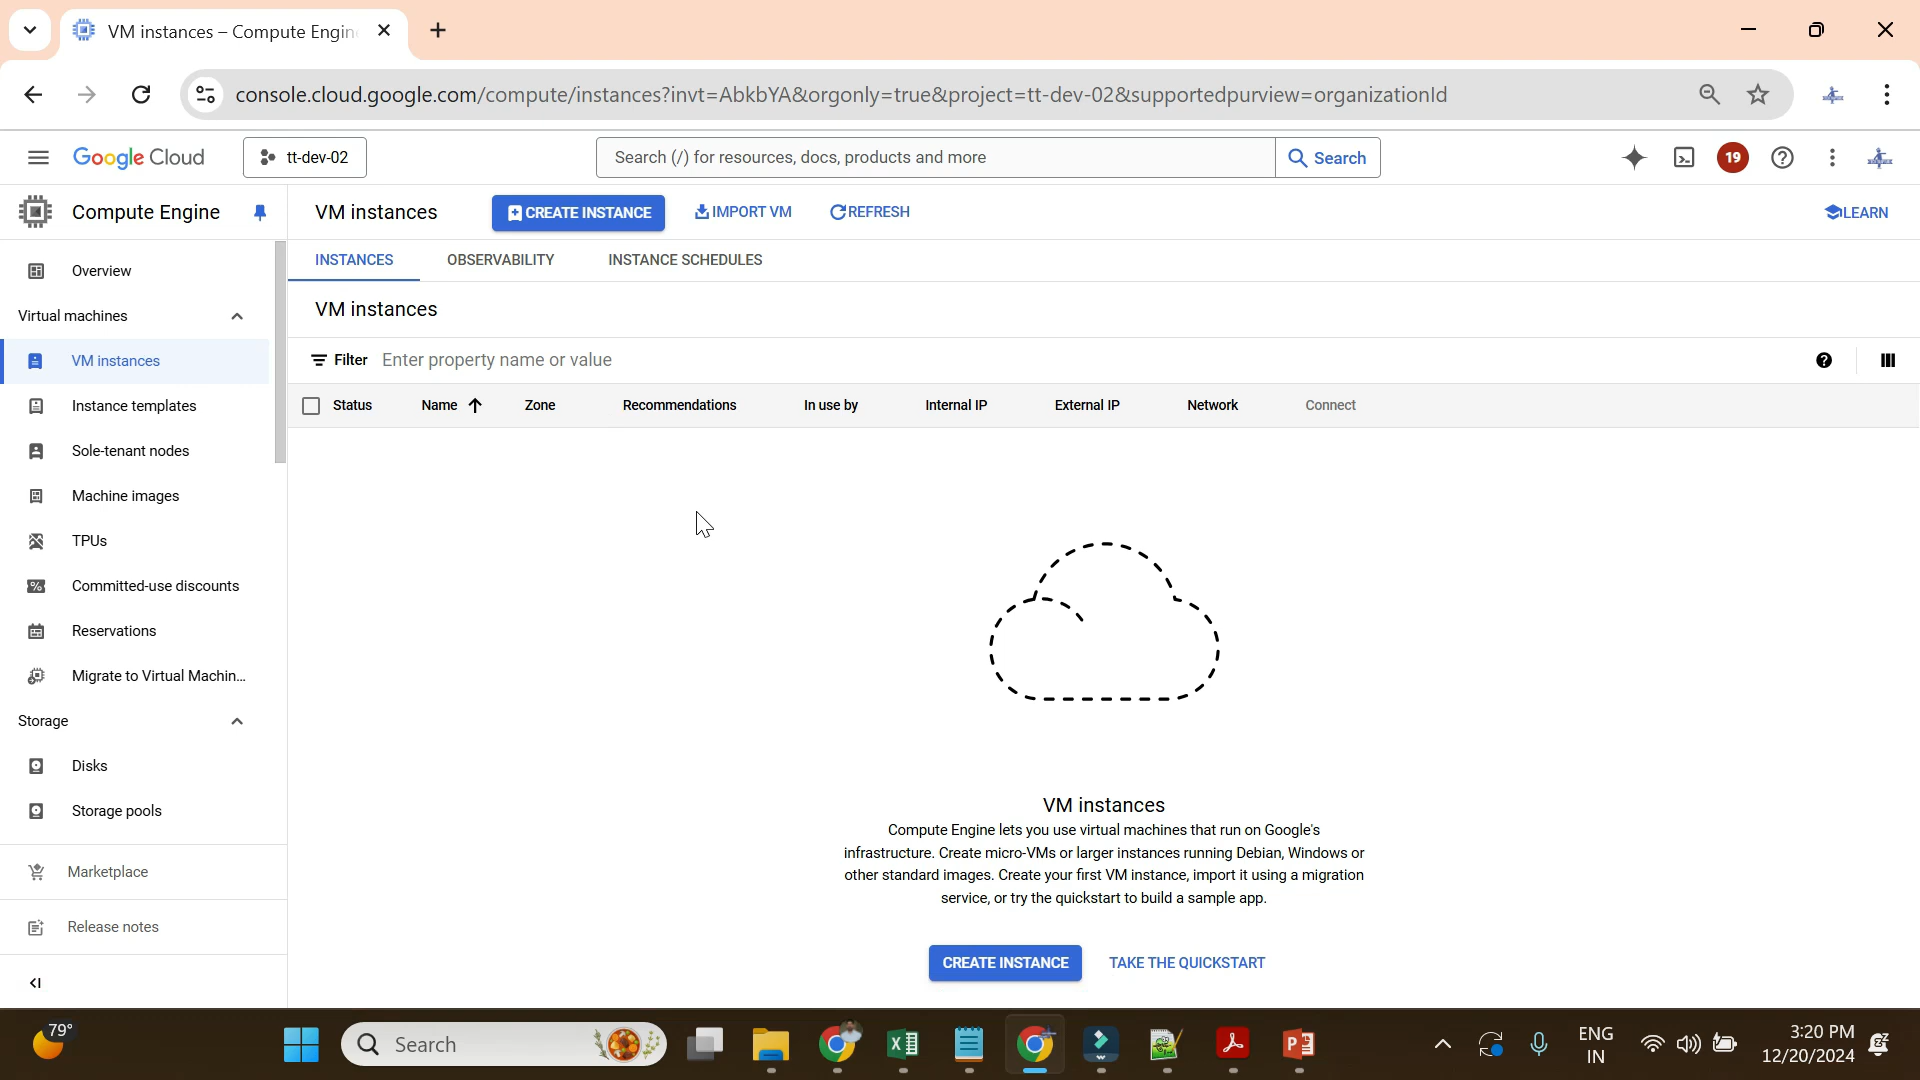 VM instances – Compute Engin
console.cloud.google.com/compute/instances?invt=AbkbYA&orgonly=true&project=tt-dev-02&supportedpurview=organizationId
Google Cloud
tt-dev-02
Search (/) for resources, docs, products and more
Search
19
Compute Engine
VM instances
CREATE INSTANCE
IMPORT VM
REFRESH
LEARN
Overview
Virtual machines
VM instances
Instance templates
Sole-tenant nodes
Machine images
TPUs
Committed-use discounts
Reservations
Migrate to Virtual Machin...
Storage
Disks
Storage pools
Marketplace
Release notes
INSTANCES
OBSERVABILITY
INSTANCE SCHEDULES
VM instances
Filter
Enter property name or value
Status
Name
Zone
Recommendations
In use by
Internal IP
External IP
Network
Connect
VM instances
Compute Engine lets you use virtual machines that run on Google's
infrastructure. Create micro-VMs or larger instances running Debian, Windows or
other standard images. Create your first VM instance, import it using a migration
service, or try the quickstart to build a sample app.
CREATE INSTANCE
TAKE THE QUICKSTART
79°
Search
ENG
IN
3:20 PM
12/20/2024